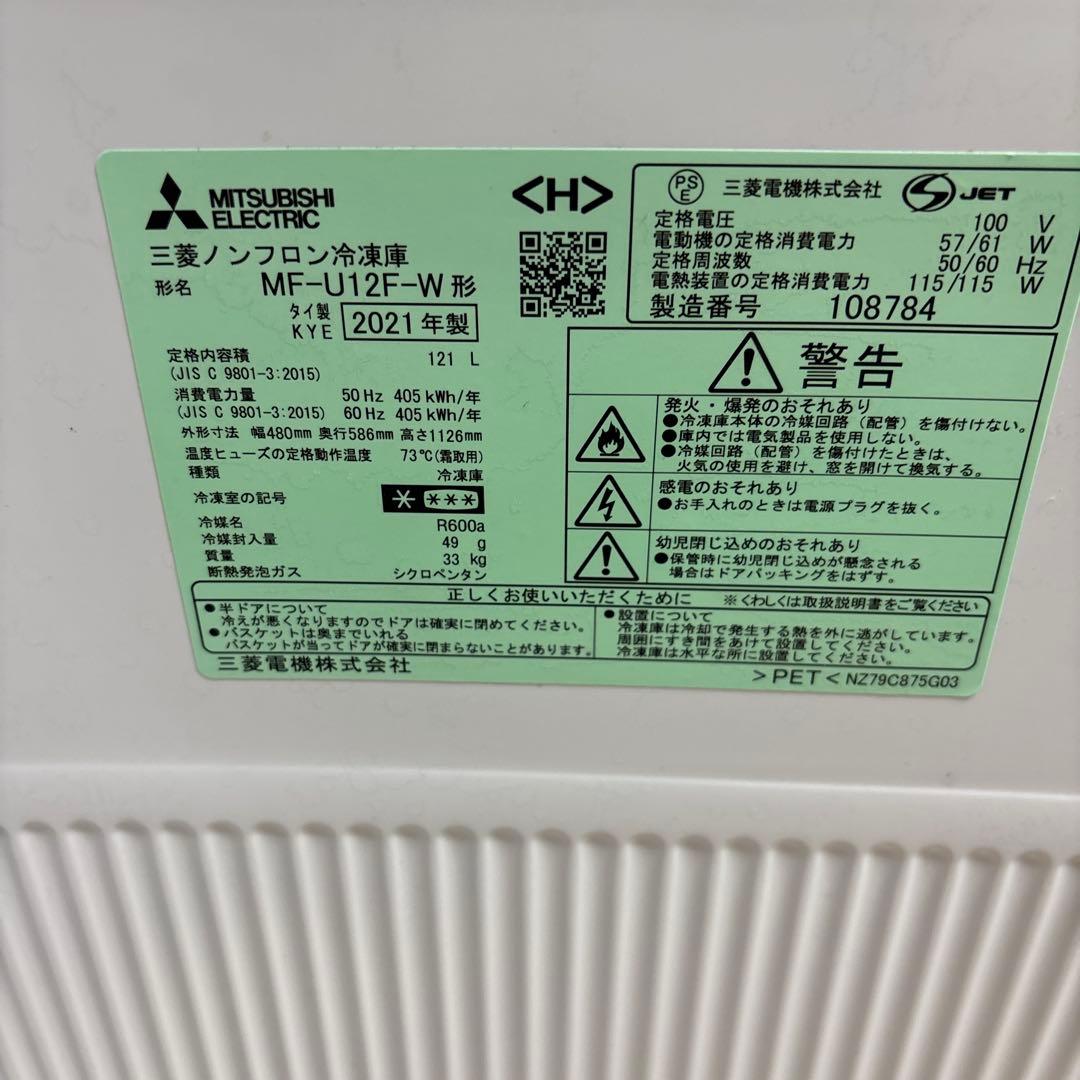 MITSUBISHI
ELECTRIC
三菱ノンフロン冷凍庫
形名 MF-U12F-W形
タイ製
KYE 2021年製
定格内容積 121 L
(JIS C 9801-3:2015)
消費電力量 50Hz 405kWh/年
(JIS C 9801-3:2015) 60Hz 405kWh/年
外形寸法 幅480mm 奥行586mm 高さ1126mm
温度ヒューズの定格動作温度 73℃(霜取用)
種類 冷凍庫
冷凍室の記号 * ***
冷媒名 R600a
冷媒封入量 49 g
質量 33 kg
断熱発泡ガス シクロペンタン
<H>
PSE 三菱電機株式会社 S JET
定格電圧 100 V
電動機の定格消費電力 57/61 W
定格周波数 50/60 Hz
電熱装置の定格消費電力 115/115 W
製造番号 108784
警告
発火・爆発のおそれあり
●冷凍庫本体の冷媒回路(配管)を傷付けない。
●庫内では電気製品を使用しない。
●冷媒回路(配管)を傷付けたときは、
火気の使用を避け、窓を開けて換気する。
感電のおそれあり
●お手入れのときは電源プラグを抜く。
幼児閉じ込めのおそれあり
●保管時に幼児閉じ込めが懸念される
場合はドアパッキングをはずす。
正しくお使いいただくために ※くわしくは取扱説明書をご覧ください
●半ドアについて
冷えが悪くなりますのでドアは確実に閉めてください。
●バスケットは奥までいれる
バスケットが当ってドアが確実に閉まらないことがあります。
●設置について
冷凍庫は冷却で発生する熱を外に逃がしています。
周囲にすき間をあけて設置してください。
冷凍庫は水平な所に設置してください。
三菱電機株式会社
>PET< NZ79C875G03